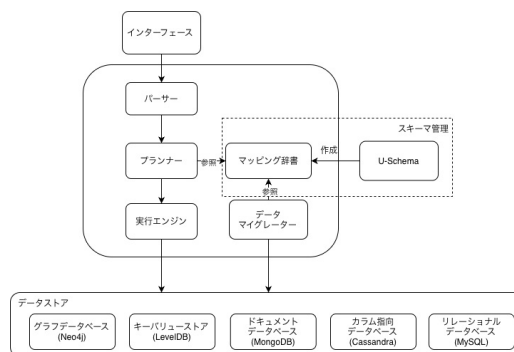 インターフェース
パーサー
スキーマ管理
プランナー
参照
マッピング辞書
作成
U-Schema
参照
実行エンジン
データ
マイグレーター
データストア
グラフデータベース
(Neo4j)
キーバリューストア
(LevelDB)
ドキュメント
データベース
(MongoDB)
カラム指向
データベース
(Cassandra)
リレーショナル
データベース
(MySQL)